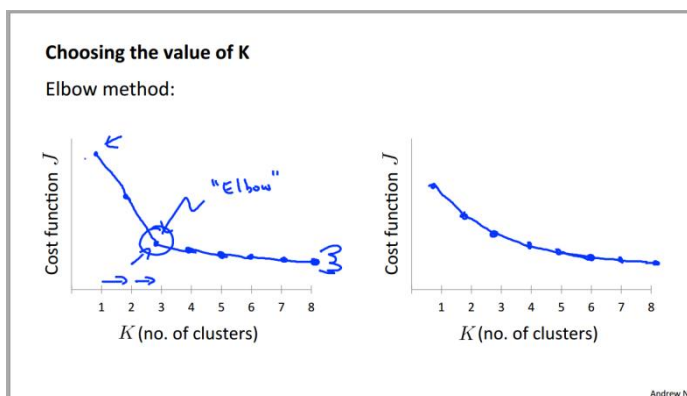 Choosing the value of K
Elbow method:
"Elbow"
Cost function J
1 2 3 4 5 6 7 8
K (no. of clusters)
Cost function J
1 2 3 4 5 6 7 8
K (no. of clusters)
Andrew N